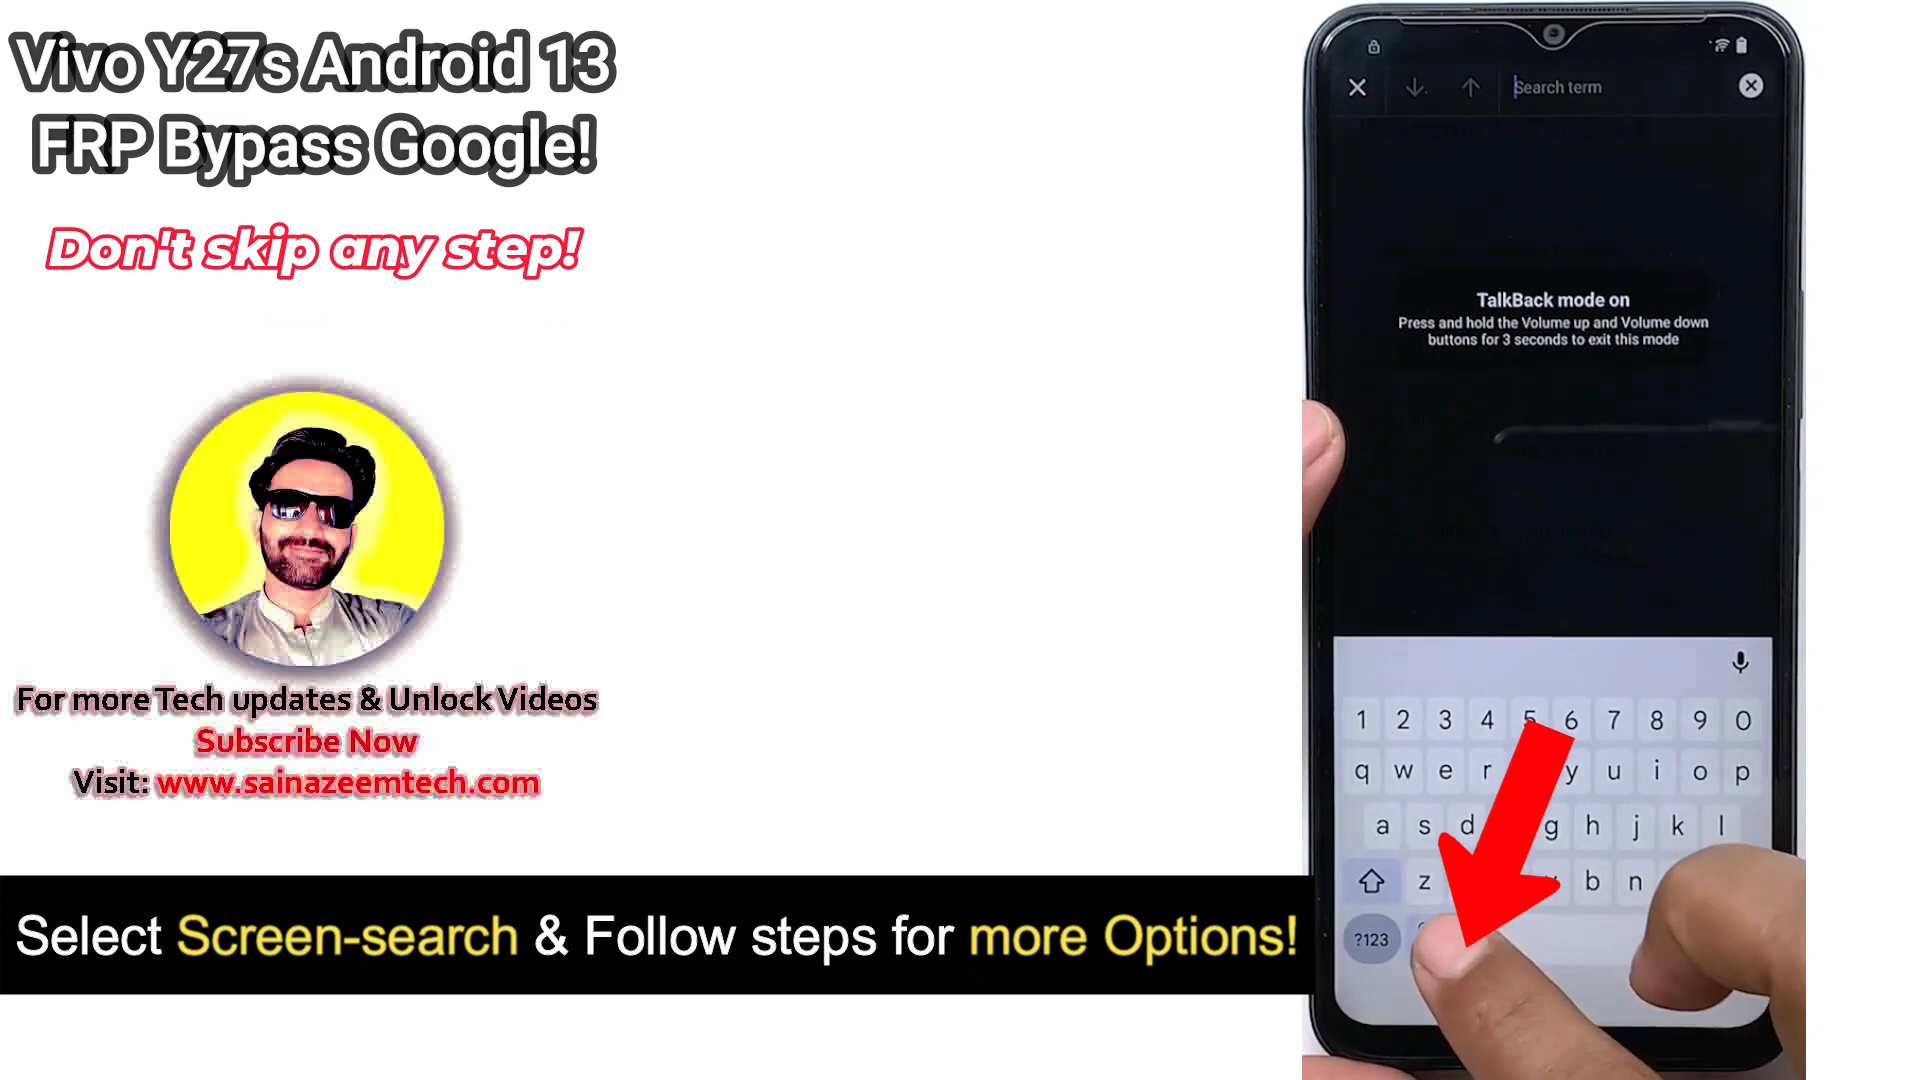 Vivo Y27s Android 13
FRP Bypass Google!
Don't skip any step!
For more Tech updates & Unlock Videos
Subscribe Now
Visit: www.sainazeemtech.com
Select Screen-search & Follow steps for more Options!
Search term
TalkBack mode on
Press and hold the Volume up and Volume down
buttons for 3 seconds to exit this mode
1 2 3 4 5 6 7 8 9 0
q w e r y u i o p
a s d g h j k l
z b n
?123